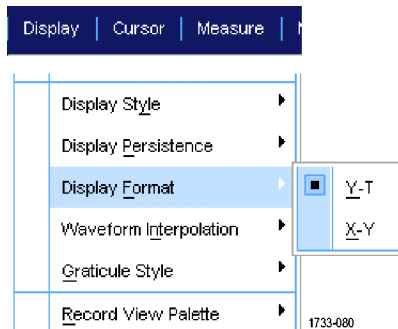 Display | Cursor | Measure |
Display Style
Display Persistence
Display Format
Y-T
Waveform Interpolation
X-Y
Graticule Style
Record View Palette
1733-080